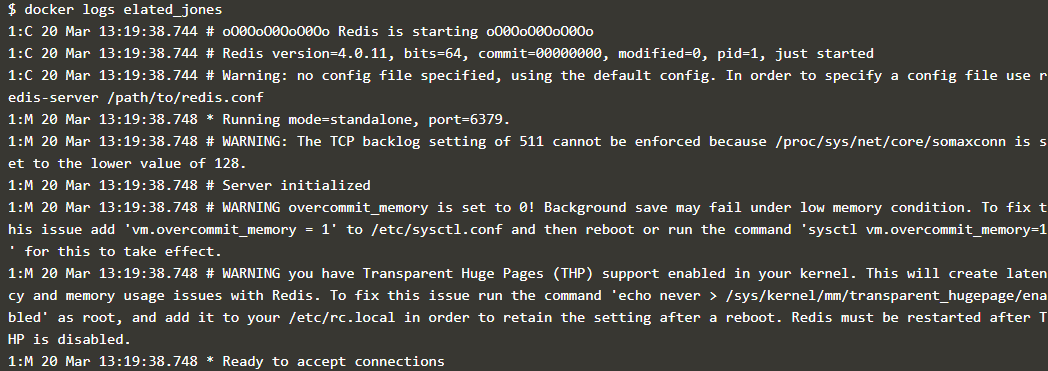 $ docker logs elated_jones
1:C 20 Mar 13:19:38.744 # oO0OoO0OoO0Oo Redis is starting oO0OoO0OoO0Oo
1:C 20 Mar 13:19:38.744 # Redis version=4.0.11, bits=64, commit=00000000, modified=0, pid=1, just started
1:C 20 Mar 13:19:38.744 # Warning: no config file specified, using the default config. In order to specify a config file use r
edis-server /path/to/redis.conf
1:M 20 Mar 13:19:38.748 * Running mode=standalone, port=6379.
1:M 20 Mar 13:19:38.748 # WARNING: The TCP backlog setting of 511 cannot be enforced because /proc/sys/net/core/somaxconn is s
et to the lower value of 128.
1:M 20 Mar 13:19:38.748 # Server initialized
1:M 20 Mar 13:19:38.748 # WARNING overcommit_memory is set to 0! Background save may fail under low memory condition. To fix t
his issue add 'vm.overcommit_memory = 1' to /etc/sysctl.conf and then reboot or run the command 'sysctl vm.overcommit_memory=1
' for this to take effect.
1:M 20 Mar 13:19:38.748 # WARNING you have Transparent Huge Pages (THP) support enabled in your kernel. This will create laten
cy and memory usage issues with Redis. To fix this issue run the command 'echo never > /sys/kernel/mm/transparent_hugepage/ena
bled' as root, and add it to your /etc/rc.local in order to retain the setting after a reboot. Redis must be restarted after T
HP is disabled.
1:M 20 Mar 13:19:38.748 * Ready to accept connections